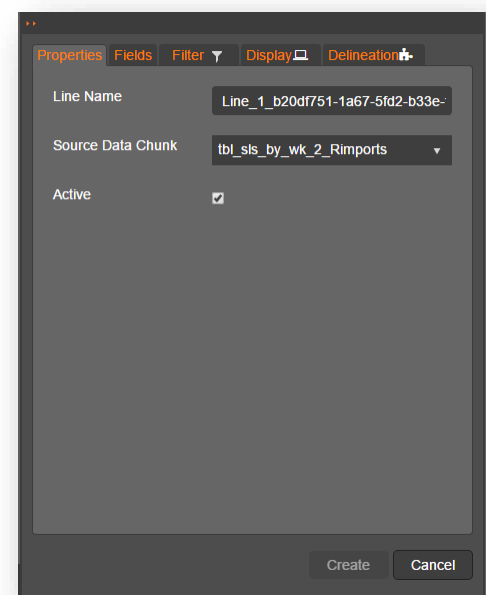 Properties Fields Filter Display Delineation
Line Name
Line_1_b20df751-1a67-5fd2-b33e-
Source Data Chunk
tbl_sls_by_wk_2_Rimports
Active
Create Cancel